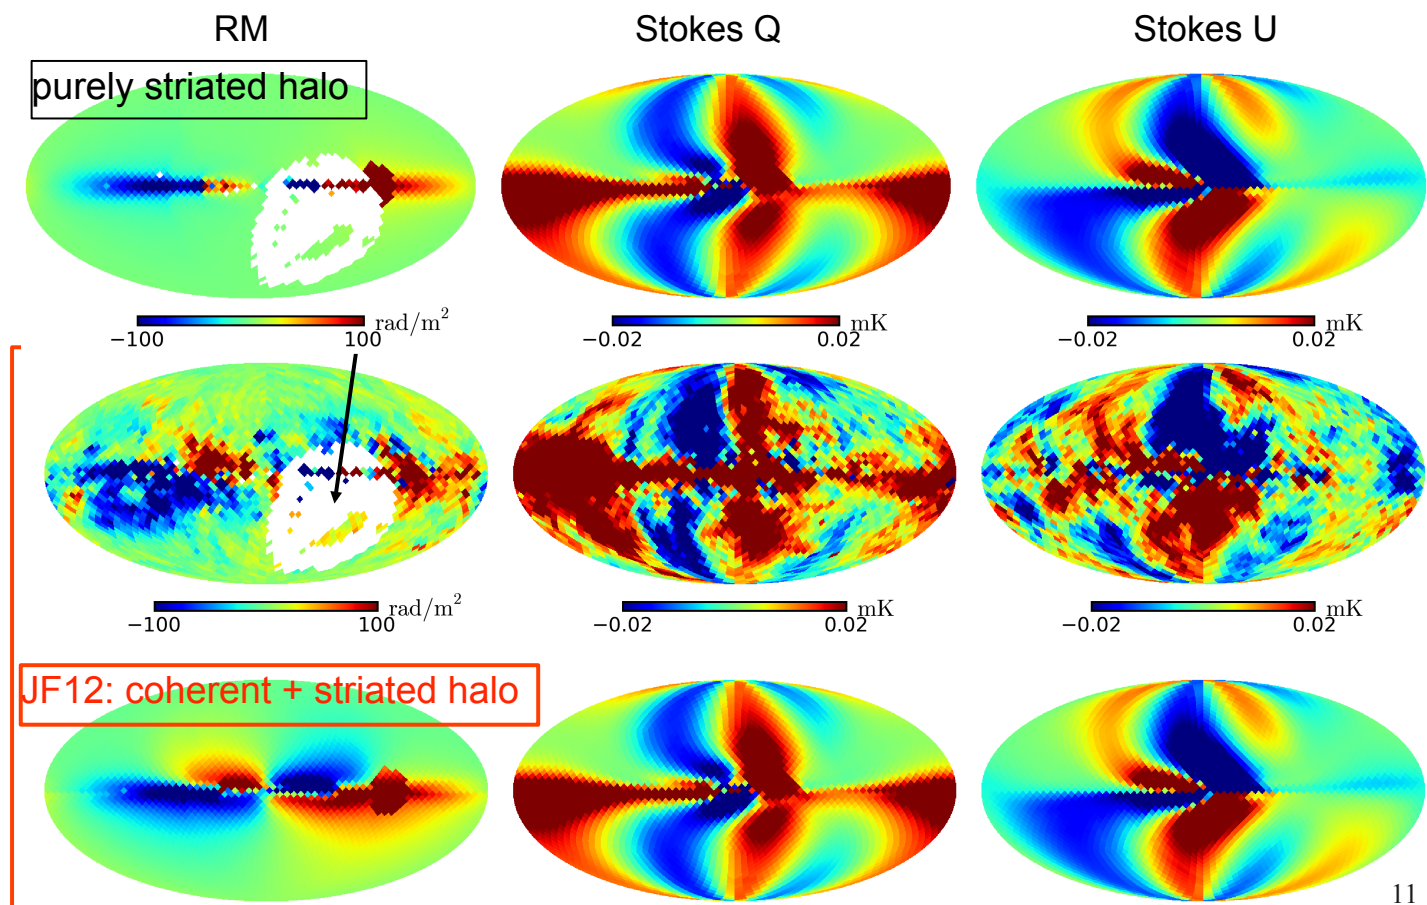 RM Stokes Q Stokes U
purely striated halo
rad/m² mK mK
−100 100 −0.02 0.02 −0.02 0.02
rad/m² mK mK
−100 100 −0.02 0.02 −0.02 0.02
JF12: coherent + striated halo
11